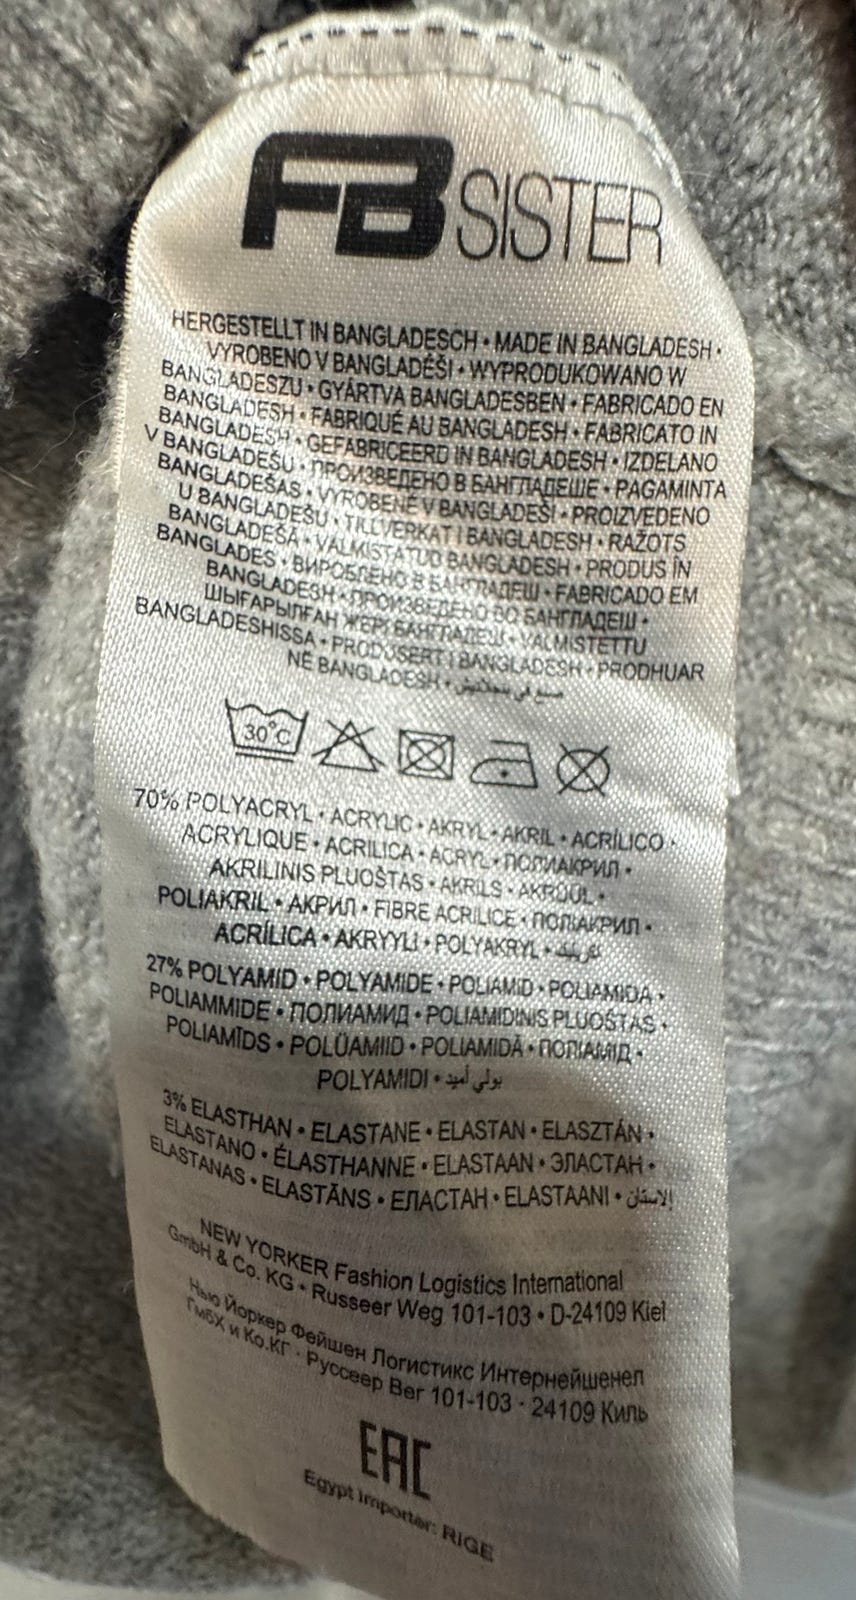 FB SISTER
HERGESTELLT IN BANGLADESCH • MADE IN BANGLADESH •
VYROBENO V BANGLADÉŠI • WYPRODUKOWANO W
BANGLADESZU • GYÁRTVA BANGLADESBEN • FABRICADO EN
BANGLADESH • FABRIQUÉ AU BANGLADESH • FABRICATO IN
BANGLADESH • GEFABRICEERD IN BANGLADESH • IZDELANO
V BANGLADEŠU • ПРОИЗВЕДЕНО В БАНГЛАДЕШЕ • PAGAMINTA
BANGLADEŠAS • VYROBENÉ V BANGLADEŠI • PROIZVEDENO
U BANGLADEŠU • TILLVERKAT I BANGLADESH • RAŽOTS
BANGLADEŠĀ • VALMISTATUD BANGLADESH • PRODUS ÎN
BANGLADES • ВИРОБЛЕНО В БАНГЛАДЕШ • FABRICADO EM
BANGLADESH • ПРОИЗВЕДЕНО ВО БАНГЛАДЕШ •
ШЫҒАРЫЛҒАН ЖЕРІ БАНГЛАДЕШ • VALMISTETTU
BANGLADESHISSA • PRODUSERT I BANGLADESH • PRODHUAR
NË BANGLADESH • صنع في بنجلاديش
30°C
70% POLYACRYL • ACRYLIC • AKRYL • AKRIL • ACRÍLICO •
ACRYLIQUE • ACRILICA • ACRYL • ПОЛИАКРИЛ •
AKRILINIS PLUOŠTAS • AKRILS • AKRÜÜL •
POLIAKRIL • АКРИЛ • FIBRE ACRILICE • ПОЛІАКРИЛ •
ACRÍLICA • AKRYYLI • POLYAKRYL • اكريليك
27% POLYAMID • POLYAMIDE • POLIAMID • POLIAMIDA •
POLIAMMIDE • ПОЛИАМИД • POLIAMIDINIS PLUOŠTAS •
POLIAMĪDS • POLÜAMIID • POLIAMIDĂ • ПОЛІАМІД •
POLYAMIDI • بولي أميد
3% ELASTHAN • ELASTANE • ELASTAN • ELASZTÁN •
ELASTANO • ÉLASTHANNE • ELASTAAN • ЭЛАСТАН •
ELASTANAS • ELASTĀNS • ЕЛАСТАН • ELASTAANI • الاستان
NEW YORKER Fashion Logistics International
GmbH & Co. KG • Russeer Weg 101-103 • D-24109 Kiel
Нью Йоркер Фейшен Логистикс Интернейшенел
ГмбХ и Ко.КГ · Руссеер Вег 101-103 · 24109 Киль
EAC
Egypt Importer: RIGE